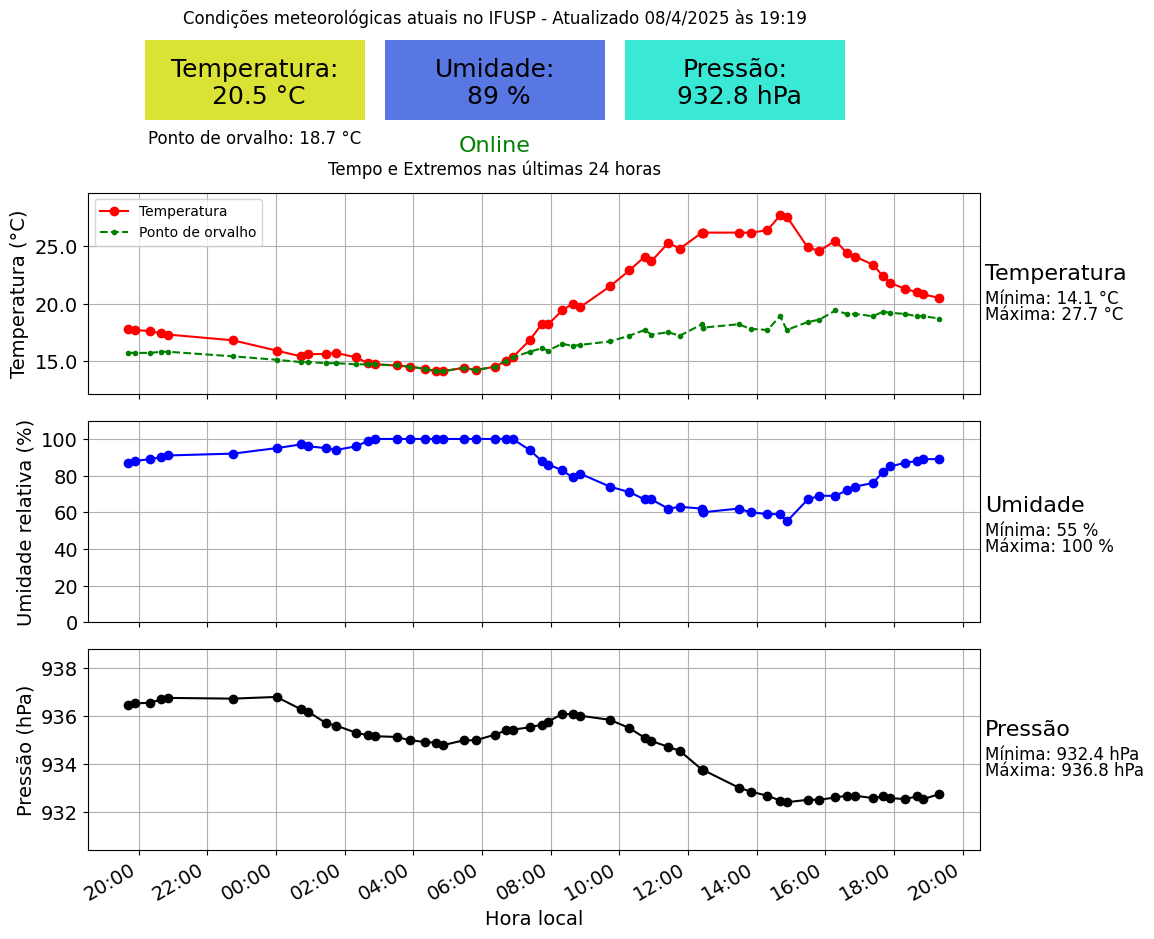 Condições meteorológicas atuais no IFUSP - Atualizado 08/4/2025 às 19:19
Temperatura:
20.5 °C
Umidade:
89 %
Pressão:
932.8 hPa
Ponto de orvalho: 18.7 °C
Online
Tempo e Extremos nas últimas 24 horas
Temperatura (°C)
25.0
20.0
15.0
Temperatura
Ponto de orvalho
Temperatura
Mínima: 14.1 °C
Máxima: 27.7 °C
Umidade relativa (%)
100
80
60
40
20
0
Umidade
Mínima: 55 %
Máxima: 100 %
Pressão (hPa)
938
936
934
932
Pressão
Mínima: 932.4 hPa
Máxima: 936.8 hPa
20:00 22:00 00:00 02:00 04:00 06:00 08:00 10:00 12:00 14:00 16:00 18:00 20:00
Hora local